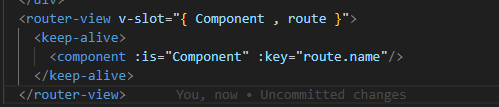 </div>
<router-view v-slot="{ Component , route }">
<keep-alive>
<component :is="Component" :key="route.name"/>
</keep-alive>
</router-view> You, now • Uncommitted changes